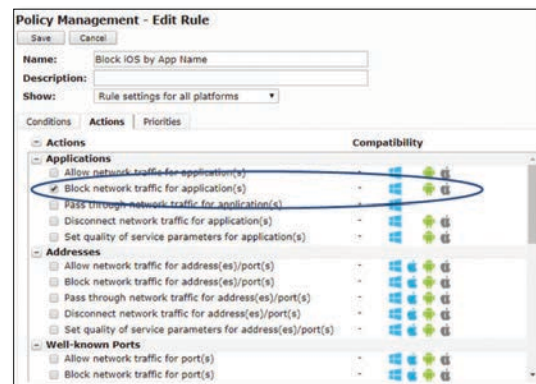 Policy Management - Edit Rule
Save Cancel
Name: Block iOS by App Name
Description:
Show: Rule settings for all platforms
Conditions Actions Priorities
Actions Compatibility
Applications
Allow network traffic for application(s) -
Block network traffic for application(s) -
Pass through network traffic for application(s) -
Disconnect network traffic for application(s) -
Set quality of service parameters for application(s) -
Addresses
Allow network traffic for address(es)/port(s) -
Block network traffic for address(es)/port(s) -
Pass through network traffic for address(es)/port(s) -
Disconnect network traffic for address(es)/port(s) -
Set quality of service parameters for address(es)/port(s) -
Well-known Ports
Allow network traffic for port(s) -
Block network traffic for port(s) -